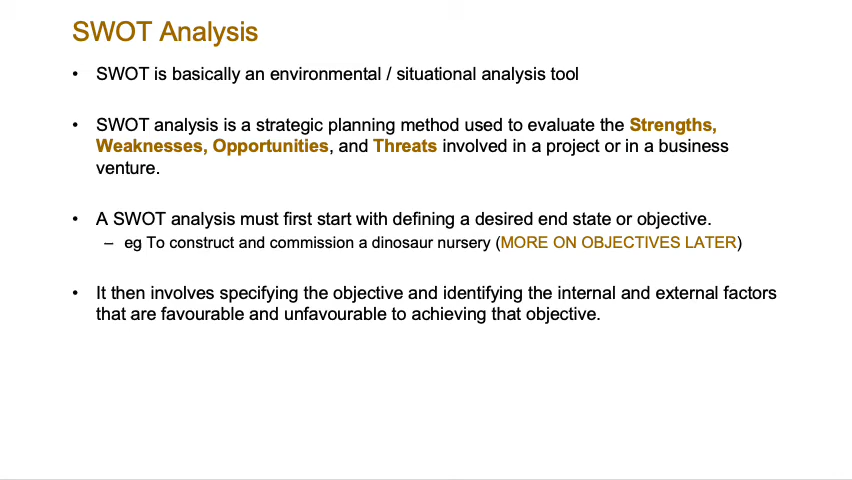 SWOT Analysis
• SWOT is basically an environmental / situational analysis tool
• SWOT analysis is a strategic planning method used to evaluate the Strengths,
Weaknesses, Opportunities, and Threats involved in a project or in a business
venture.
• A SWOT analysis must first start with defining a desired end state or objective.
– eg To construct and commission a dinosaur nursery (MORE ON OBJECTIVES LATER)
• It then involves specifying the objective and identifying the internal and external factors
that are favourable and unfavourable to achieving that objective.